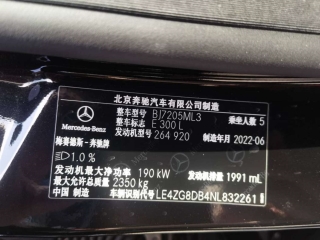 北京奔驰汽车有限公司制造
整车型号 BJ7205ML3 乘坐人数 5
整车标志 E 300 L
发动机型号 264 920 制造年月 2022-06
Mercedes-Benz
梅赛德斯-奔驰牌
1.0 %
发动机最大净功率 190 kW 发动机排量 1991 mL
最大允许总质量 2350 kg
中国 制造 车辆识别代号 LE4ZG8DB4NL832261